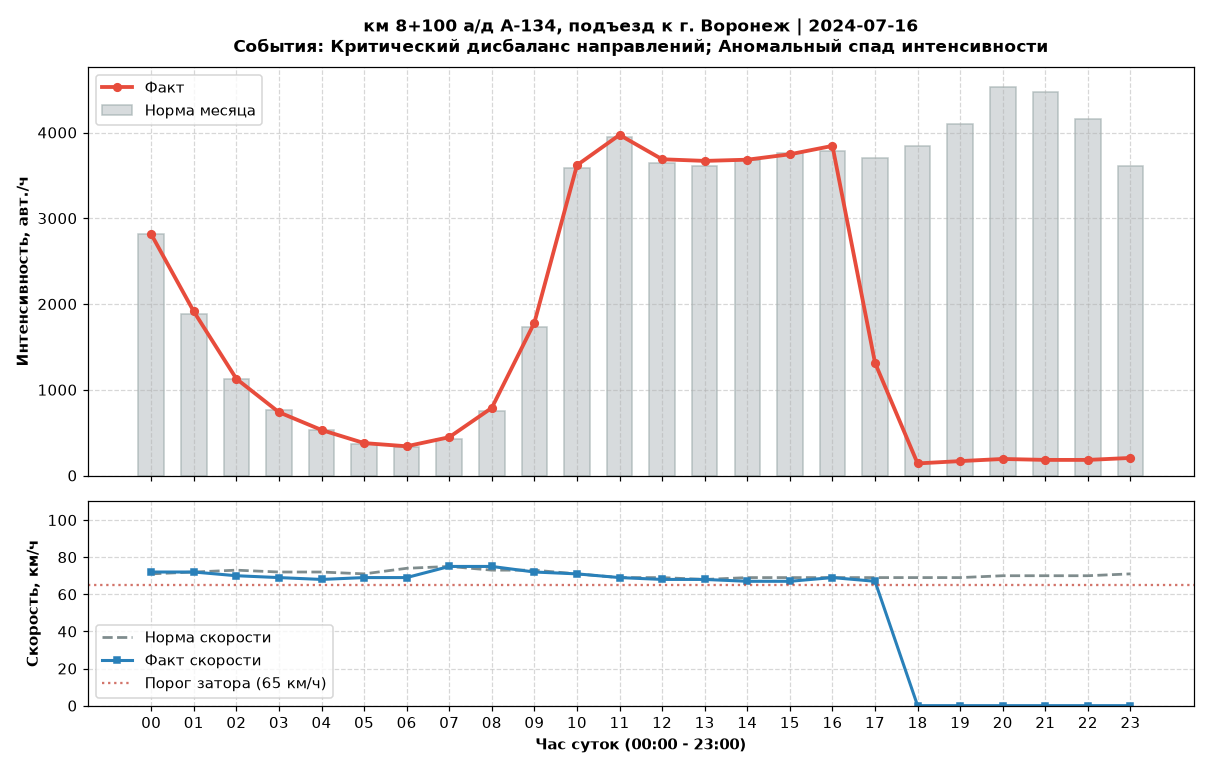 км 8+100 а/д А-134, подъезд к г. Воронеж | 2024-07-16
События: Критический дисбаланс направлений; Аномальный спад интенсивности
Факт
Норма месяца
Интенсивность, авт./ч
4000
3000
2000
1000
0
Скорость, км/ч
100
80
60
40
20
0
Норма скорости
Факт скорости
Порог затора (65 км/ч)
00 01 02 03 04 05 06 07 08 09 10 11 12 13 14 15 16 17 18 19 20 21 22 23
Час суток (00:00 - 23:00)